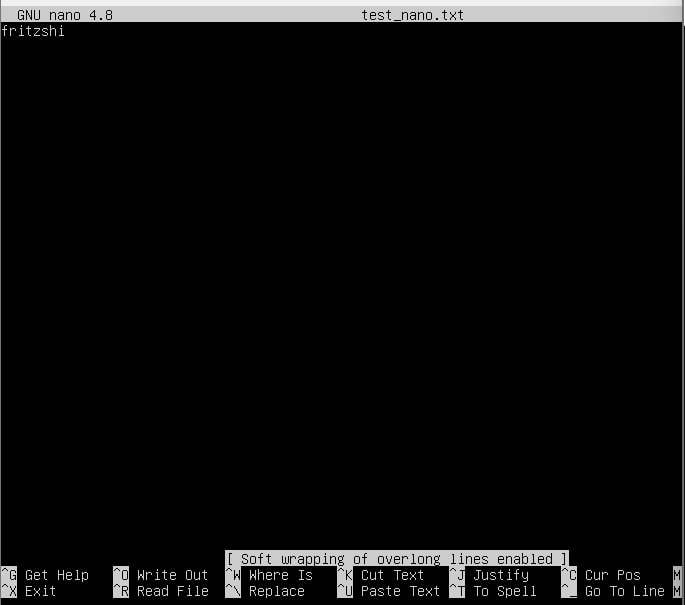 GNU nano 4.8 test_nano.txt
fritzshi
[ Soft wrapping of overlong lines enabled ]
^G Get Help ^O Write Out ^W Where Is ^K Cut Text ^J Justify ^C Cur Pos M
^X Exit ^R Read File ^\ Replace ^U Paste Text ^T To Spell ^_ Go To Line M